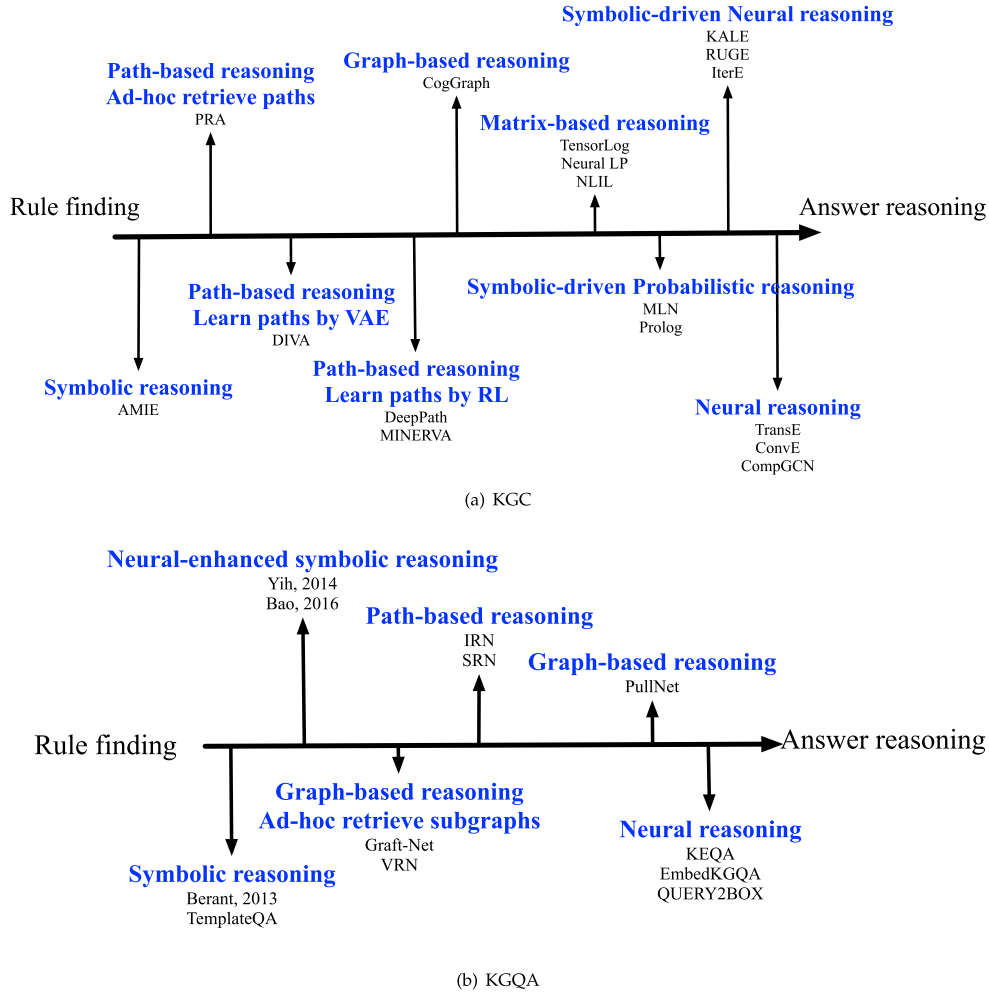 Symbolic-driven Neural reasoning
KALE
RUGE
IterE
Graph-based reasoning
CogGraph
Path-based reasoning
Ad-hoc retrieve paths
PRA
Matrix-based reasoning
TensorLog
Neural LP
NLIL
Rule finding
Answer reasoning
Path-based reasoning
Learn paths by VAE
DIVA
Symbolic-driven Probabilistic reasoning
MLN
Prolog
Path-based reasoning
Learn paths by RL
DeepPath
MINERVA
Symbolic reasoning
AMIE
Neural reasoning
TransE
ConvE
CompGCN
(a) KGC
Neural-enhanced symbolic reasoning
Yih, 2014
Bao, 2016
Path-based reasoning
IRN
SRN
Graph-based reasoning
PullNet
Rule finding
Answer reasoning
Graph-based reasoning
Ad-hoc retrieve subgraphs
Graft-Net
VRN
Neural reasoning
KEQA
EmbedKGQA
QUERY2BOX
Symbolic reasoning
Berant, 2013
TemplateQA
(b) KGQA